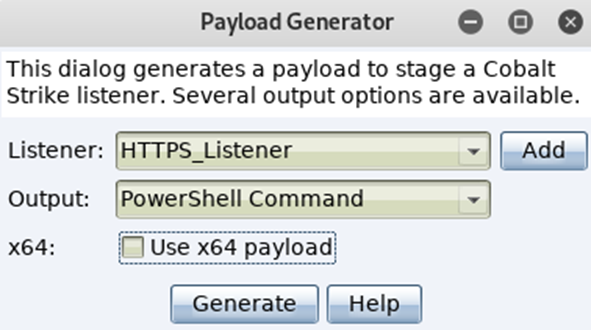 Payload Generator
This dialog generates a payload to stage a Cobalt
Strike listener. Several output options are available.
Listener: HTTPS_Listener Add
Output: PowerShell Command
x64: Use x64 payload
Generate Help